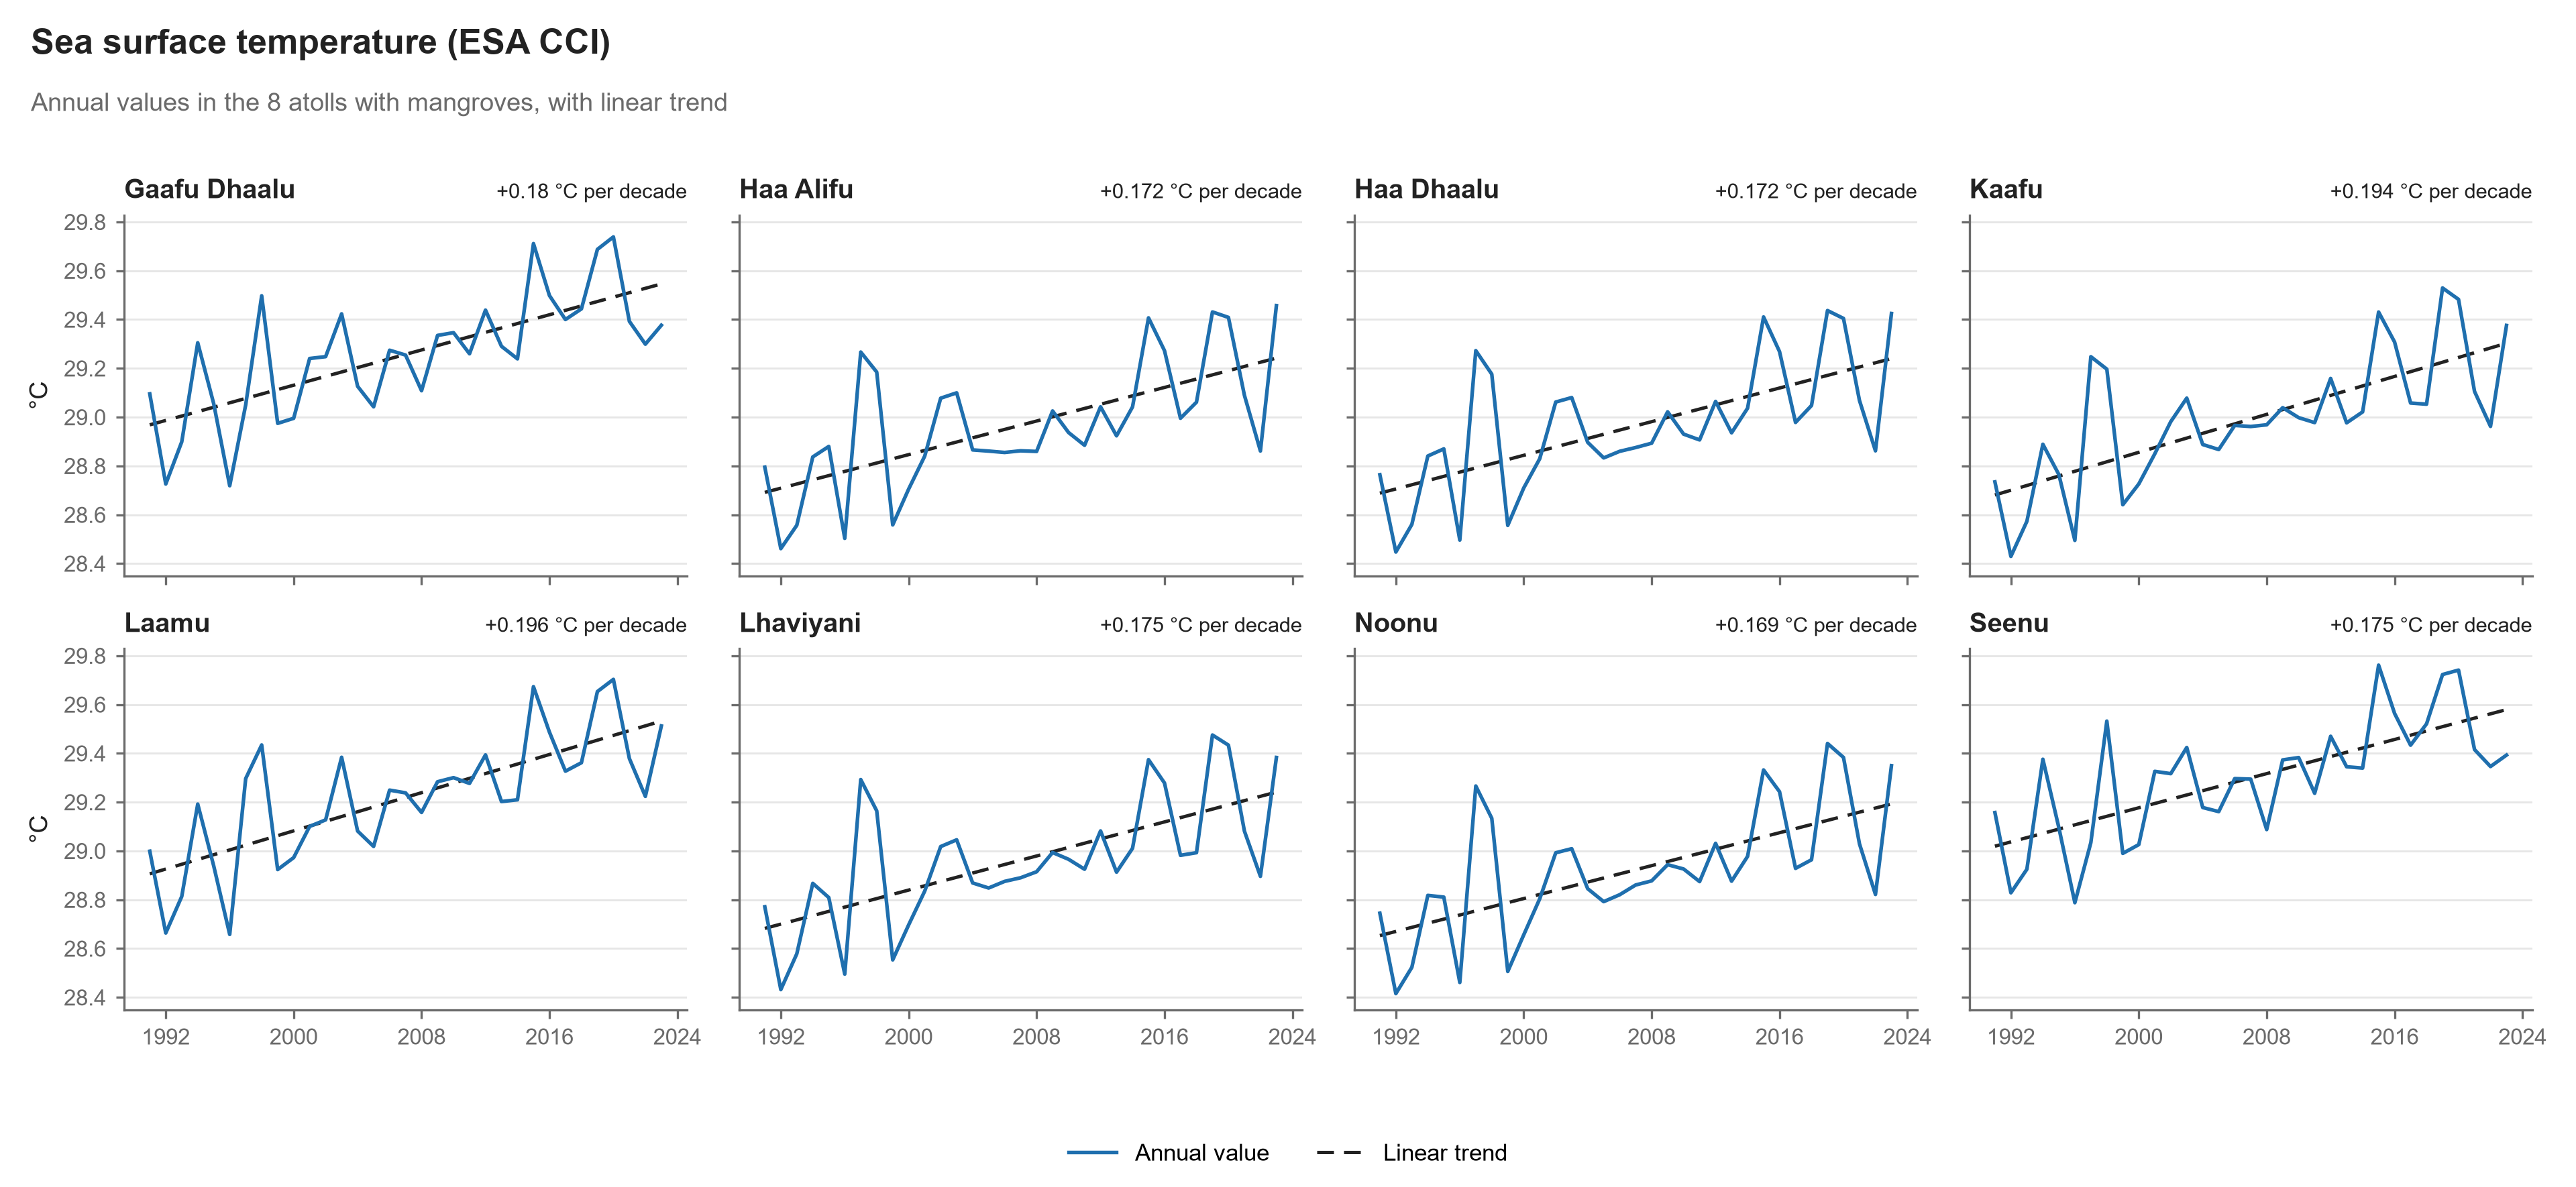 Sea surface temperature (ESA CCI)
Annual values in the 8 atolls with mangroves, with linear trend
Gaafu Dhaalu +0.18 °C per decade
Haa Alifu +0.172 °C per decade
Haa Dhaalu +0.172 °C per decade
Kaafu +0.194 °C per decade
29.8
29.6
29.4
29.2
29.0
28.8
28.6
28.4
°C
Laamu +0.196 °C per decade
Lhaviyani +0.175 °C per decade
Noonu +0.169 °C per decade
Seenu +0.175 °C per decade
29.8
29.6
29.4
29.2
29.0
28.8
28.6
28.4
°C
1992 2000 2008 2016 2024
1992 2000 2008 2016 2024
1992 2000 2008 2016 2024
1992 2000 2008 2016 2024
Annual value Linear trend